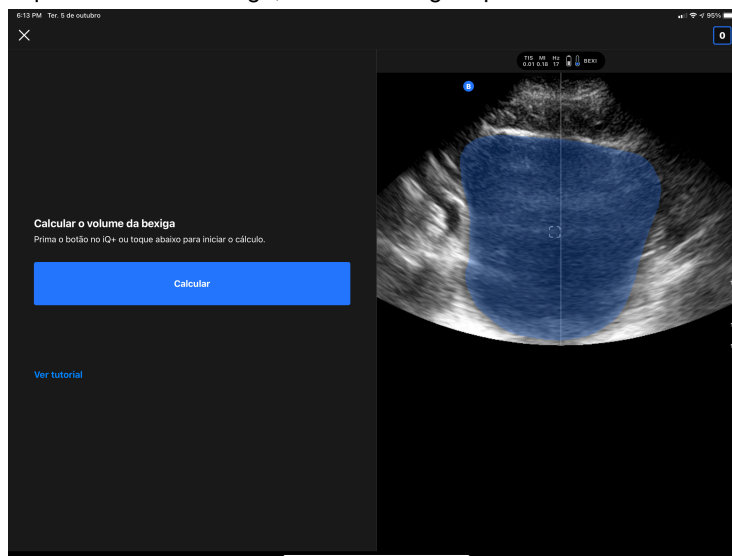 6:13 PM Ter. 5 de outubro
95%
0
TIS MI Hz
0.01 0.18 17 BEXI
B
Calcular o volume da bexiga
Prima o botão no iQ+ ou toque abaixo para iniciar o cálculo.
Calcular
Ver tutorial